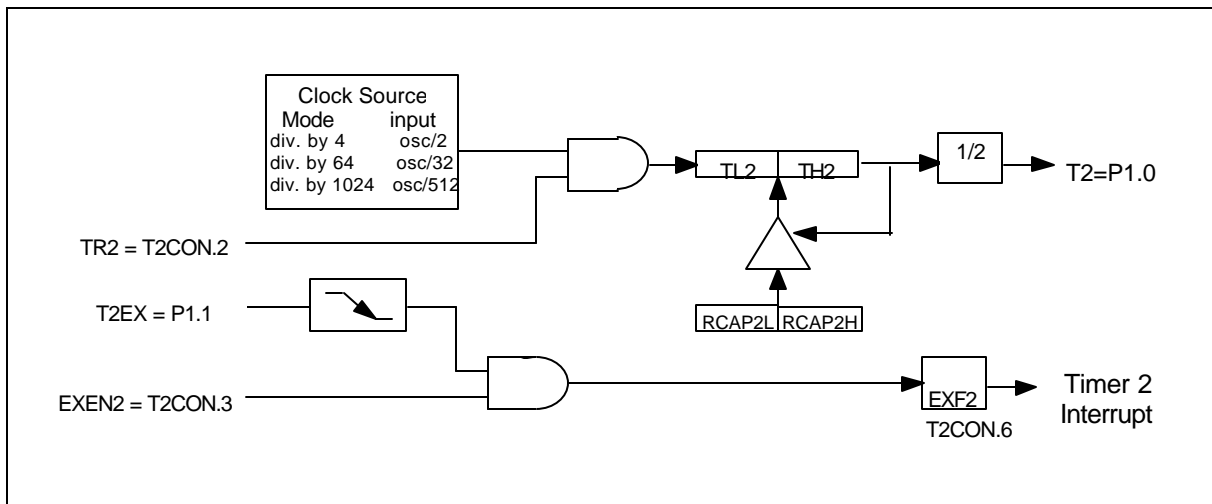 Clock Source
Mode input
div. by 4 osc/2
div. by 64 osc/32
div. by 1024 osc/512
TL2 TH2
1/2
T2=P1.0
TR2 = T2CON.2
T2EX = P1.1
RCAP2L RCAP2H
EXEN2 = T2CON.3
EXF2
T2CON.6
Timer 2
Interrupt